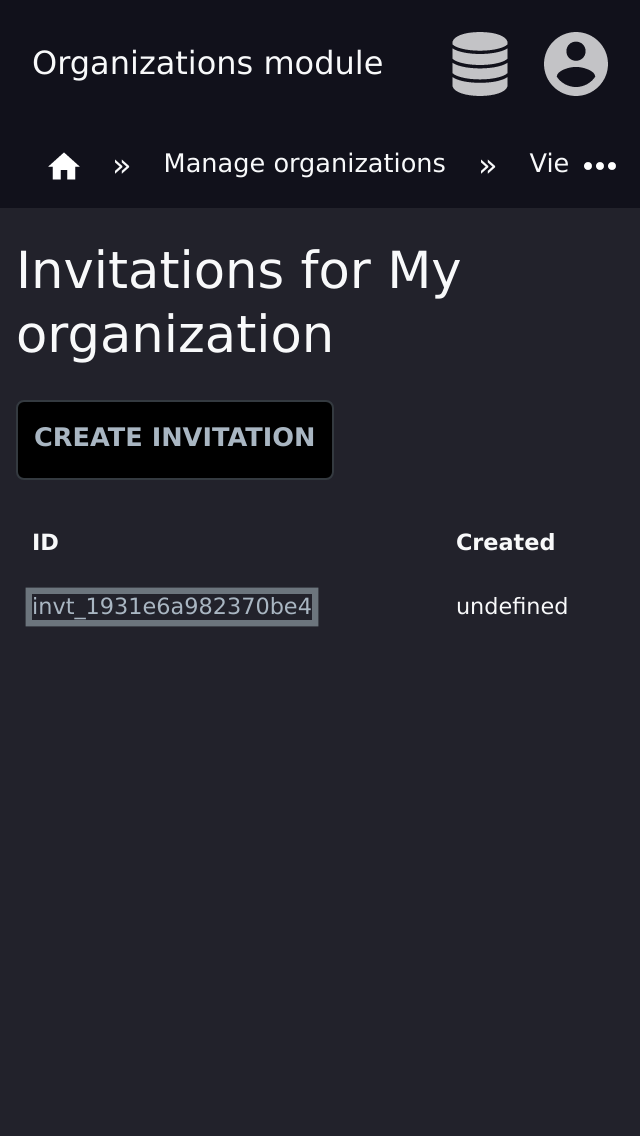 Organizations module
» Manage organizations » Vie •••
Invitations for My
organization
CREATE INVITATION
ID Created
invt_1931e6a982370be4 undefined